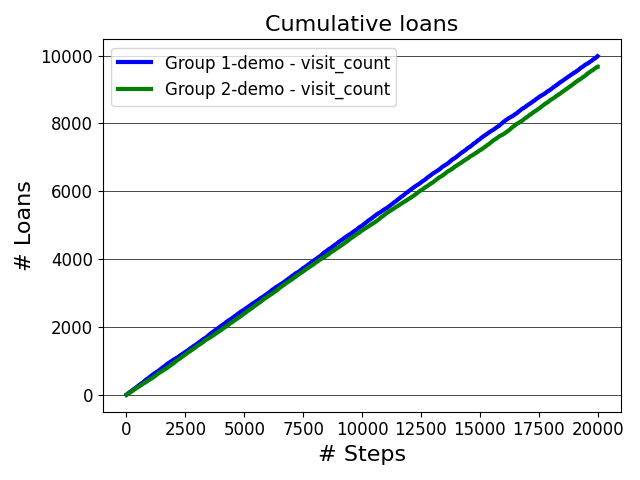 Cumulative loans
Group 1-demo - visit_count
Group 2-demo - visit_count
10000
8000
6000
4000
2000
0
# Loans
0 2500 5000 7500 10000 12500 15000 17500 20000
# Steps